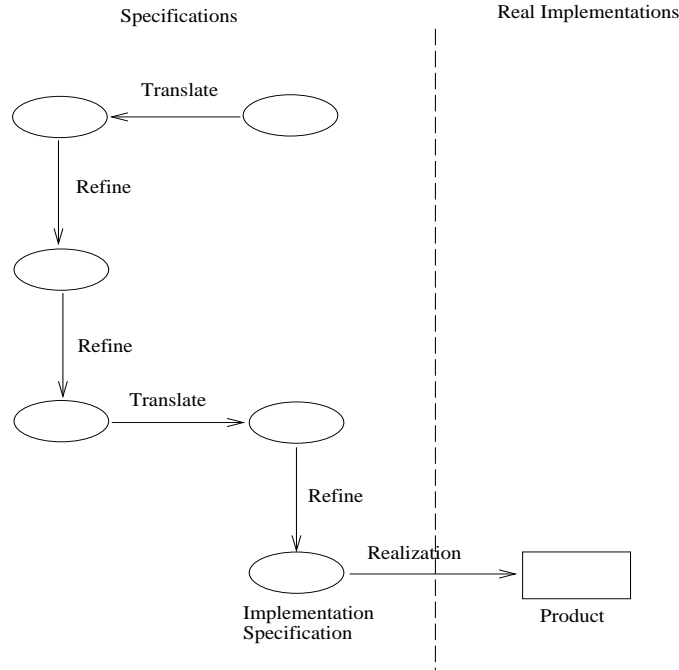 Specifications
Real Implementations
Translate
Refine
Refine
Translate
Refine
Realization
Implementation
Specification
Product